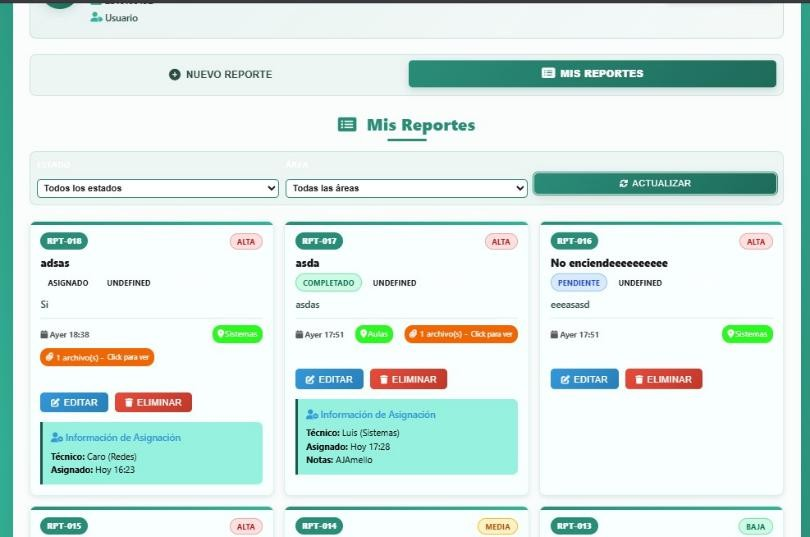 Usuario
NUEVO REPORTE
MIS REPORTES
Mis Reportes
ESTADO
ÁREA
Todos los estados
Todas las áreas
ACTUALIZAR
RPT-018
ALTA
adsas
ASIGNADO UNDEFINED
Si
Ayer 18:38
Sistemas
1 archivo(s) - Click para ver
EDITAR
ELIMINAR
Información de Asignación
Técnico: Caro (Redes)
Asignado: Hoy 16:23
RPT-017
ALTA
asda
COMPLETADO UNDEFINED
asdas
Ayer 17:51
Aulas
1 archivo(s) - Click para ver
EDITAR
ELIMINAR
Información de Asignación
Técnico: Luis (Sistemas)
Asignado: Hoy 17:28
Notas: AJAmello
RPT-016
ALTA
No enciendeeeeeeeeee
PENDIENTE UNDEFINED
eeeasasd
Ayer 17:51
Sistemas
EDITAR
ELIMINAR
RPT-015
ALTA
RPT-014
MEDIA
RPT-013
BAJA